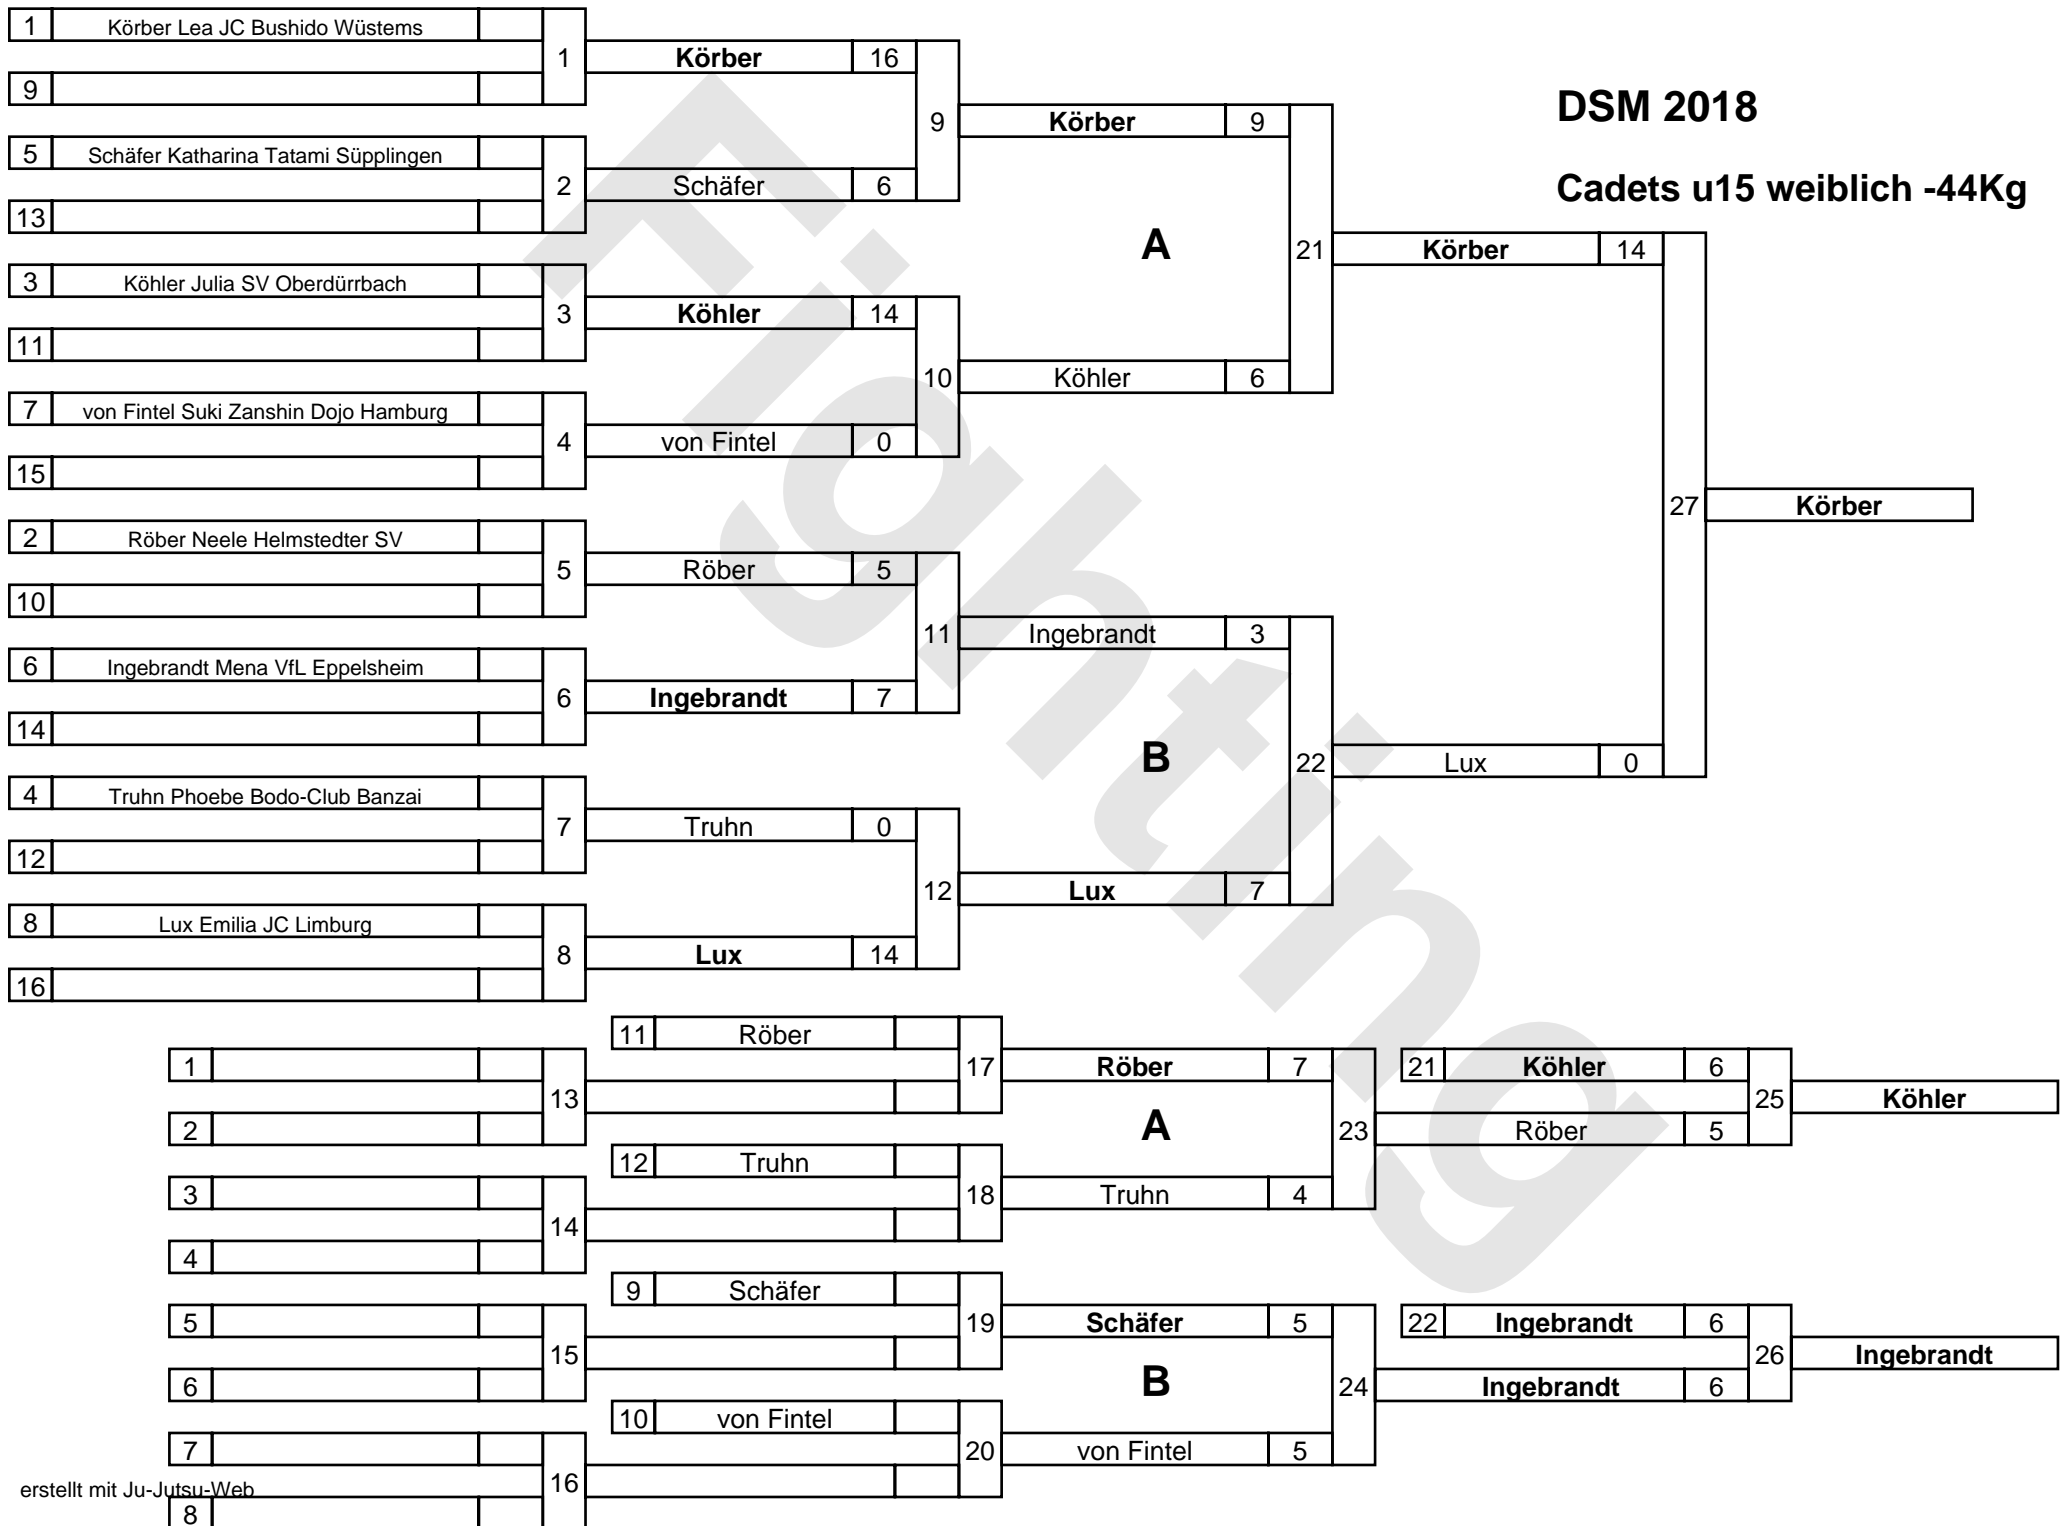 DSM 2018
Cadets u15 weiblich -44Kg
1 Körber Lea JC Bushido Wüstems
9
1
5 Schäfer Katharina Tatami Süpplingen
13
2
3 Köhler Julia SV Oberdürrbach
11
3
7 von Fintel Suki Zanshin Dojo Hamburg
15
4
2 Röber Neele Helmstedter SV
10
5
6 Ingebrandt Mena VfL Eppelsheim
14
6
4 Truhn Phoebe Bodo-Club Banzai
12
7
8 Lux Emilia JC Limburg
16
8
Körber 16
Schäfer 6
9
Köhler 14
von Fintel 0
10
Röber 5
Ingebrandt 7
11
Truhn 0
Lux 14
12
Körber 9
A
Köhler 6
21
Ingebrandt 3
B
Lux 7
22
Körber 14
Lux 0
27
Körber
1
2
13
3
4
14
5
6
15
7
8
16
11 Röber
17
12 Truhn
18
9 Schäfer
19
10 von Fintel
20
Röber 7
A
Truhn 4
23
Schäfer 5
B
von Fintel 5
24
21 Köhler 6
Röber 5
25
Köhler
22 Ingebrandt 6
Ingebrandt 6
26
Ingebrandt
erstellt mit Ju-Jutsu-Web
Fighting